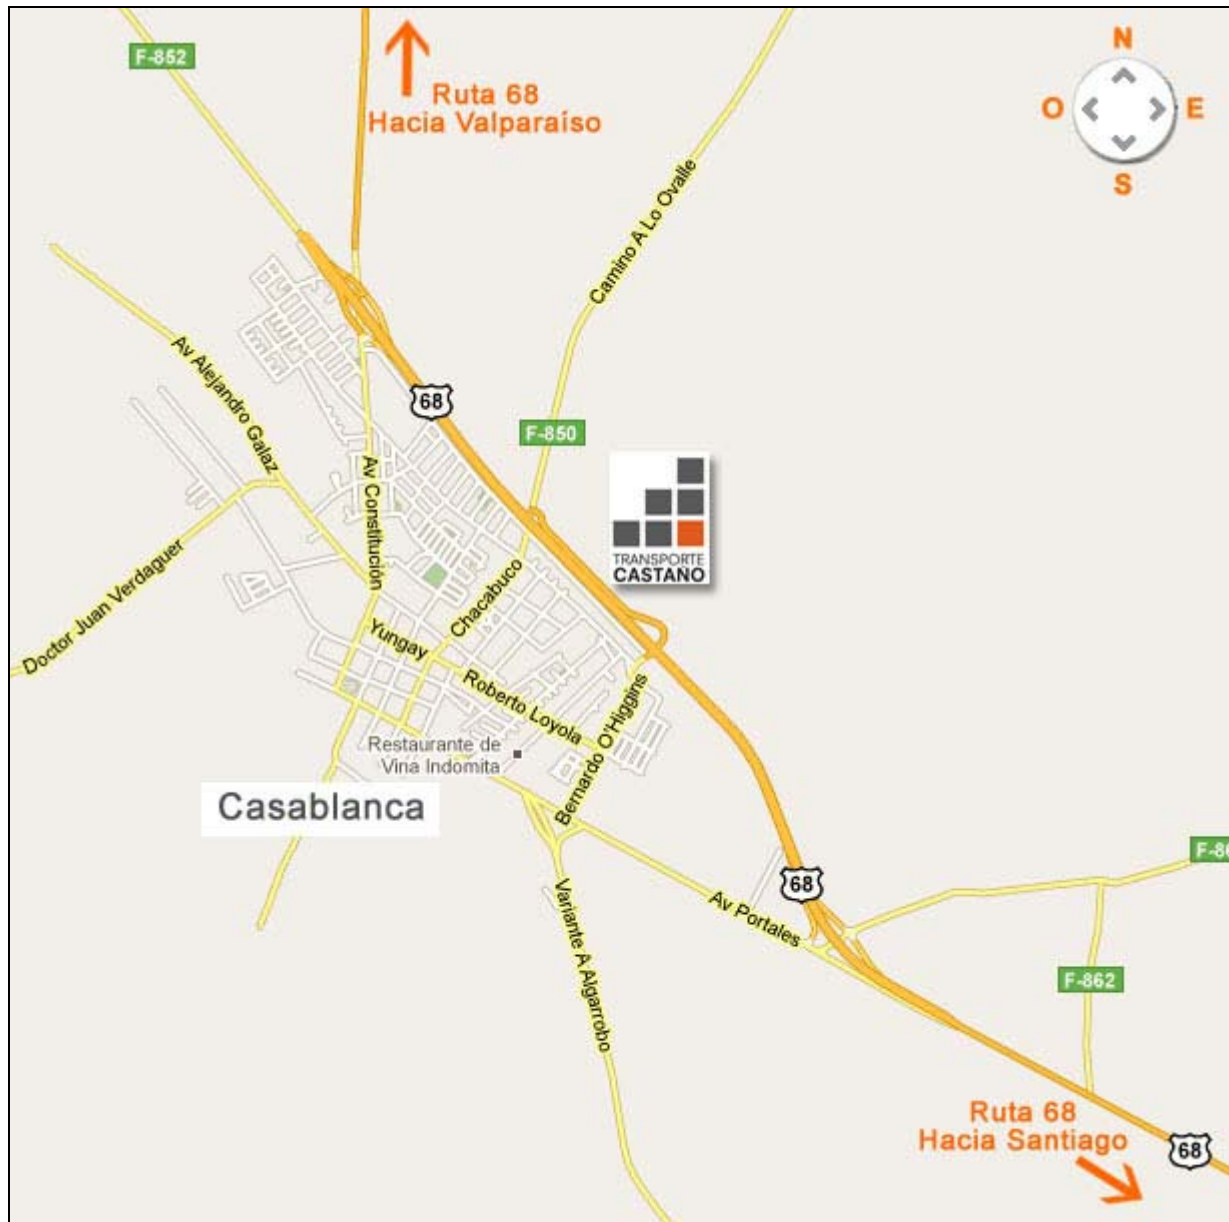 F-852
Ruta 68
Hacia Valparaíso
N
O
E
S
Camino A Lo Ovalle
Av Alejandro Galaz
68
F-850
Av Constitución
TRANSPORTE
CASTAÑO
Doctor Juan Verdaguer
Chacabuco
Yungay
Roberto Loyola
Bernardo O'Higgins
Restaurante de
Vina Indomita
Casablanca
F-86
68
Av Portales
Variante A Algarrobo
F-862
Ruta 68
Hacia Santiago
68